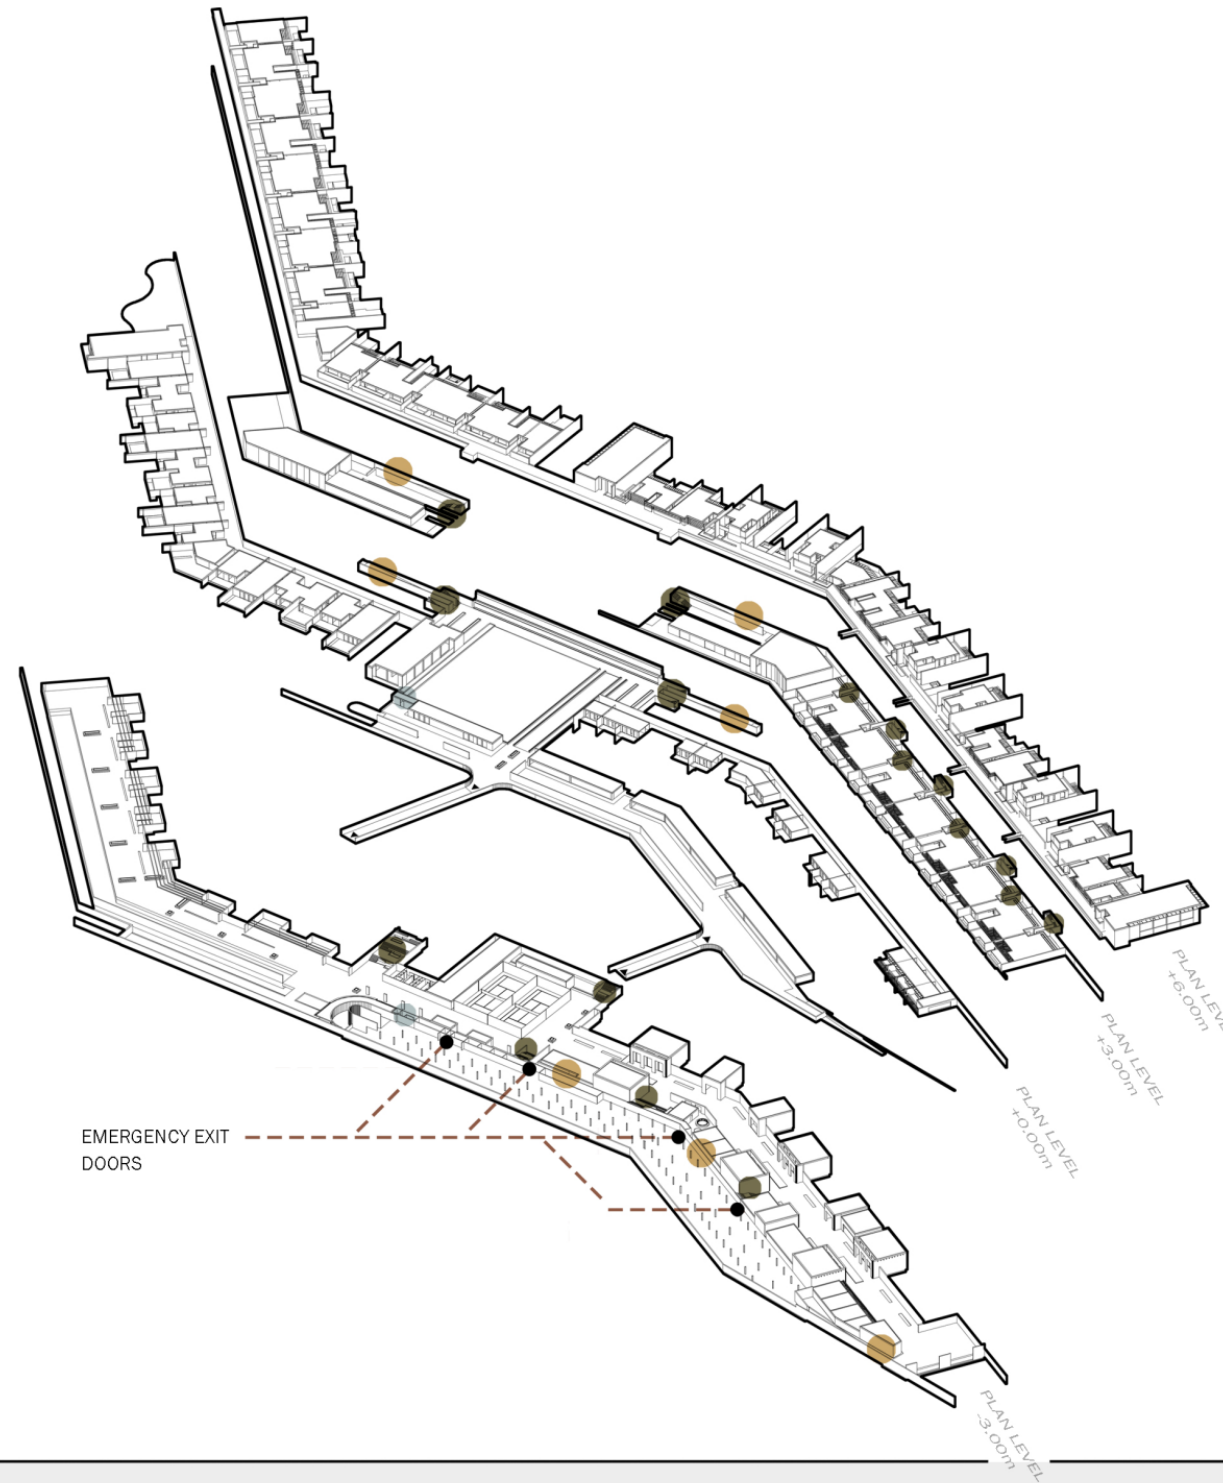 PLAN LEVEL
+6.00m
PLAN LEVEL
+3.00m
PLAN LEVEL
+0.00m
EMERGENCY EXIT
DOORS
PLAN LEVEL
-3.00m